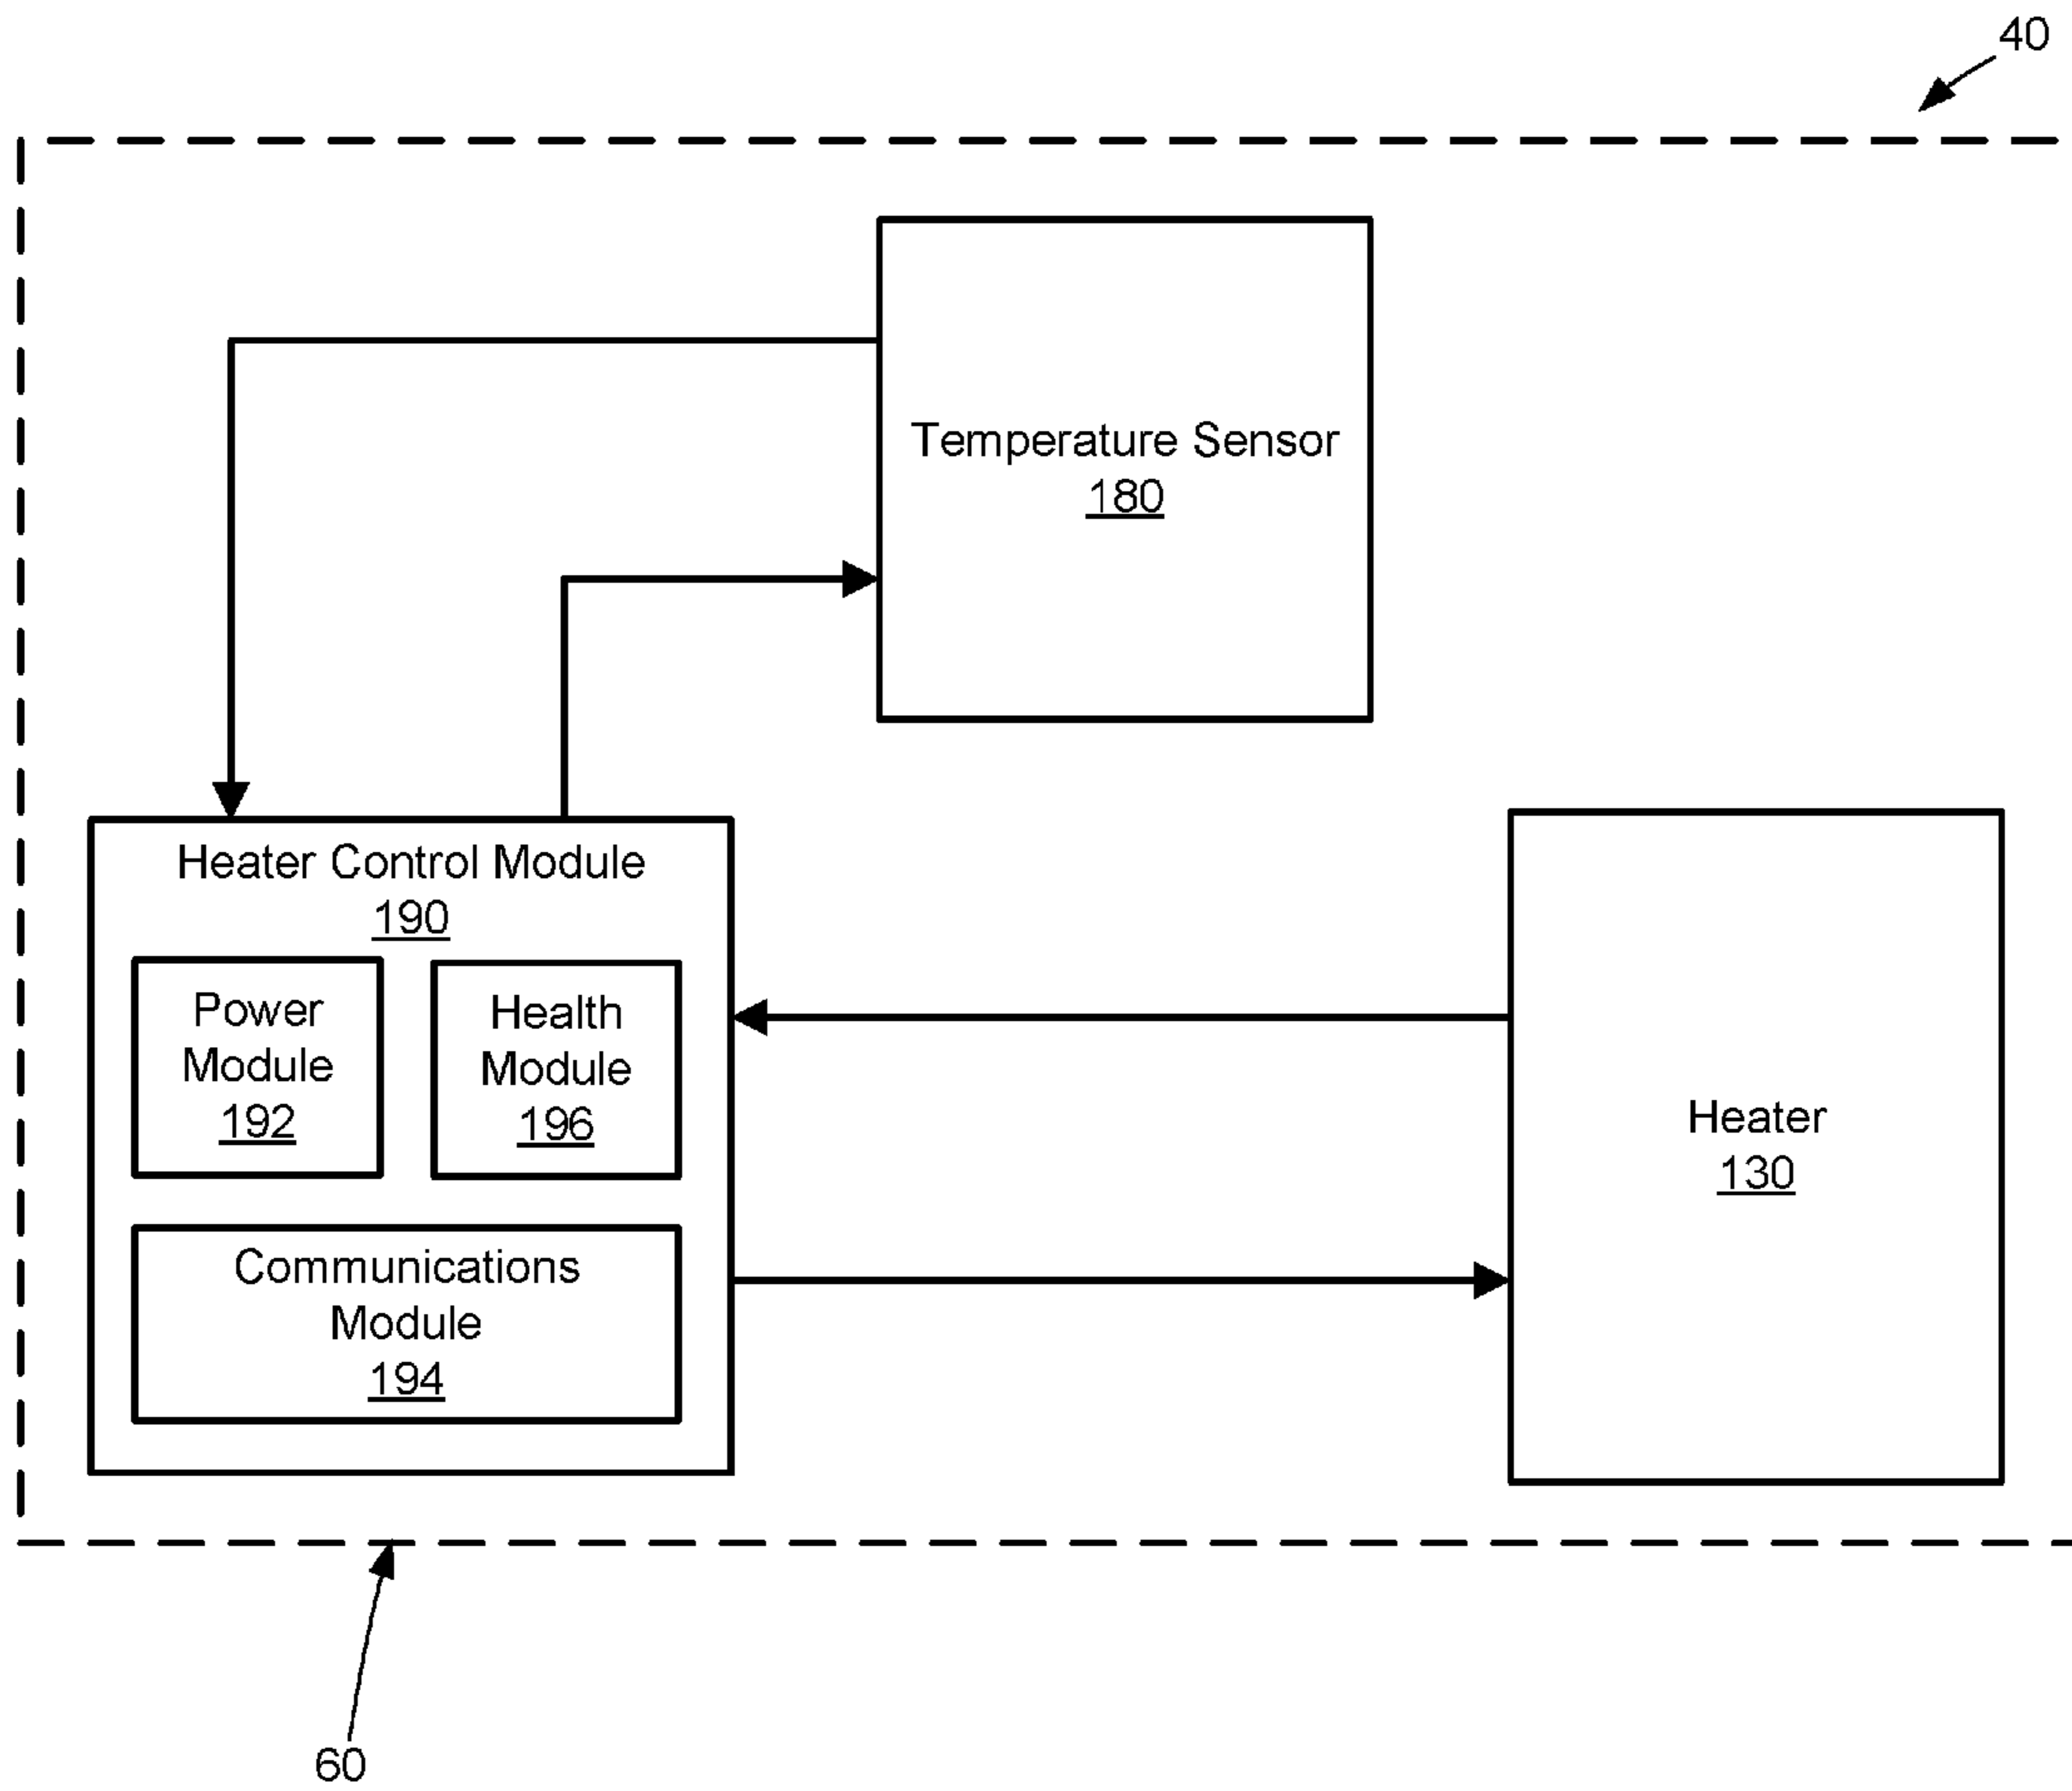 40
Temperature Sensor
180
Heater Control Module
190
Power
Module
192
Health
Module
196
Communications
Module
194
Heater
130
60